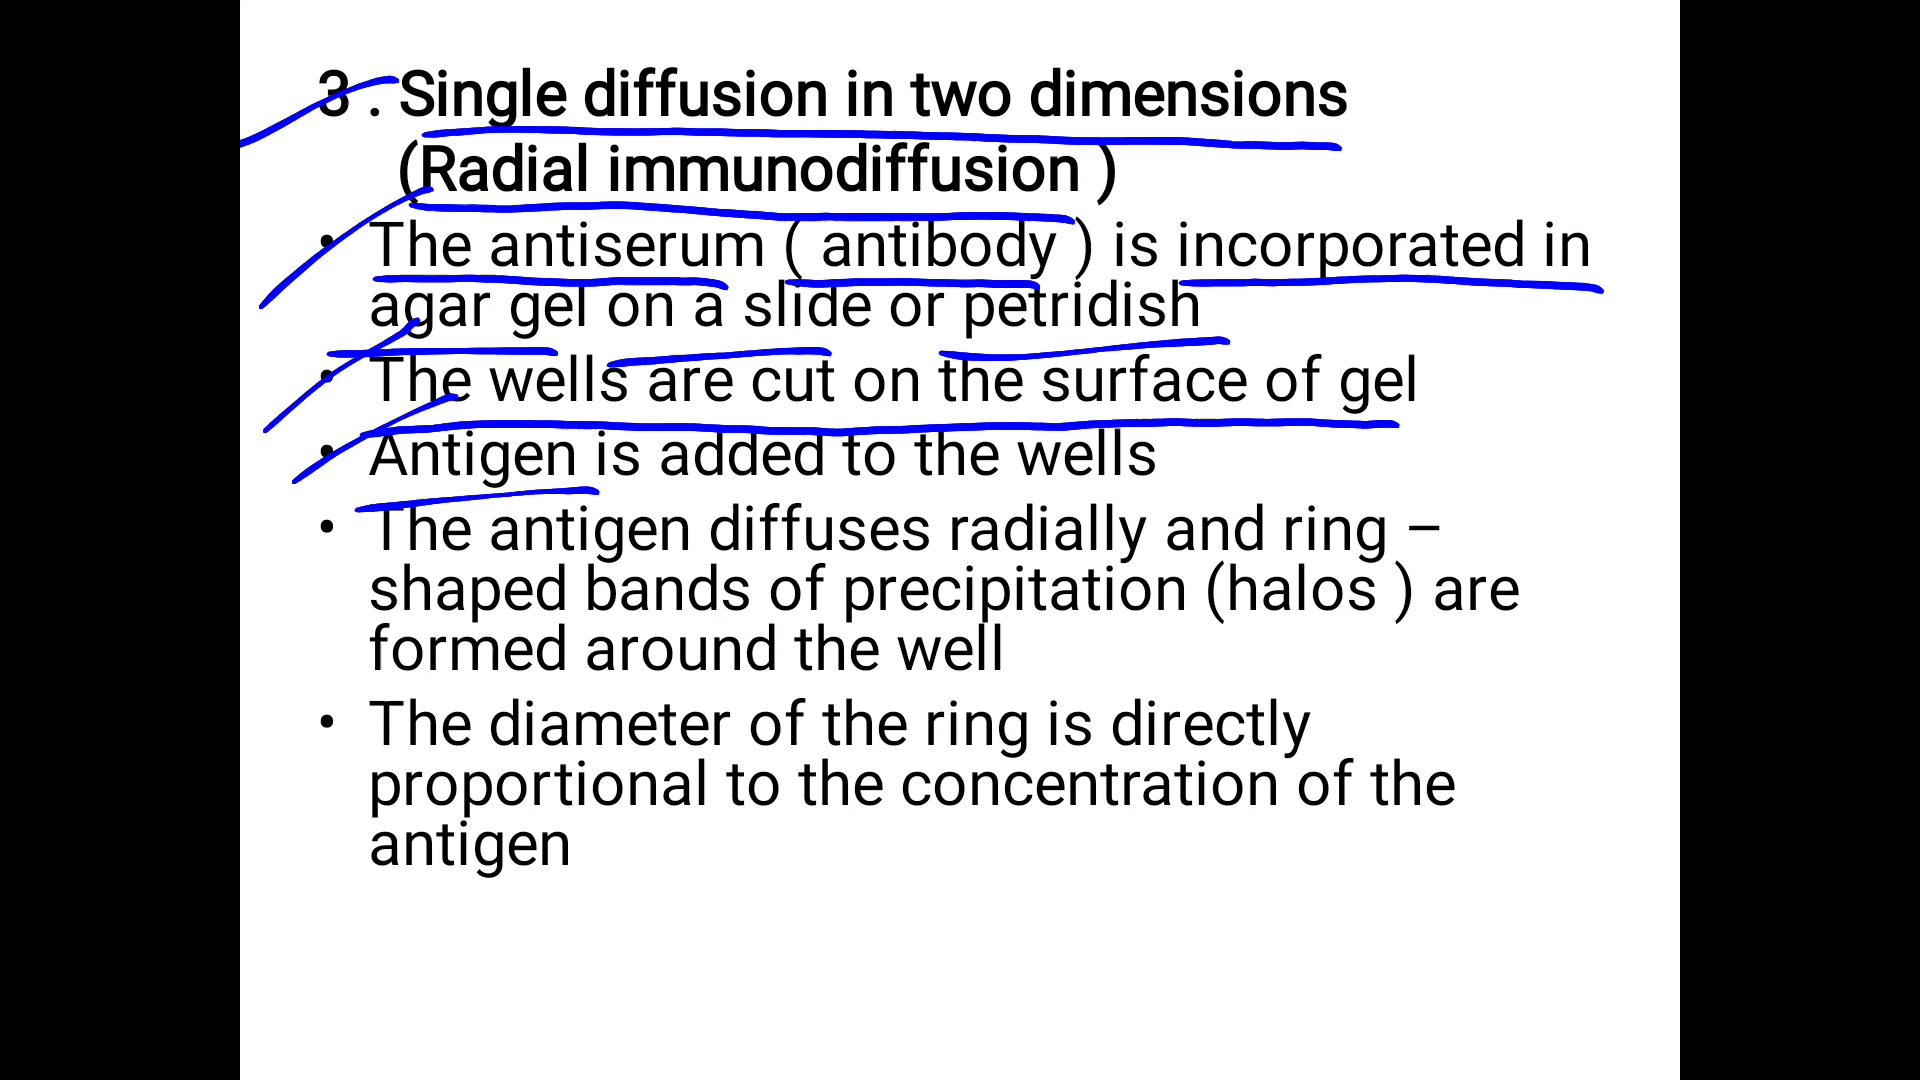 3 . Single diffusion in two dimensions
(Radial immunodiffusion )
• The antiserum ( antibody ) is incorporated in
agar gel on a slide or petridish
• The wells are cut on the surface of gel
• Antigen is added to the wells
• The antigen diffuses radially and ring –
shaped bands of precipitation (halos ) are
formed around the well
• The diameter of the ring is directly
proportional to the concentration of the
antigen